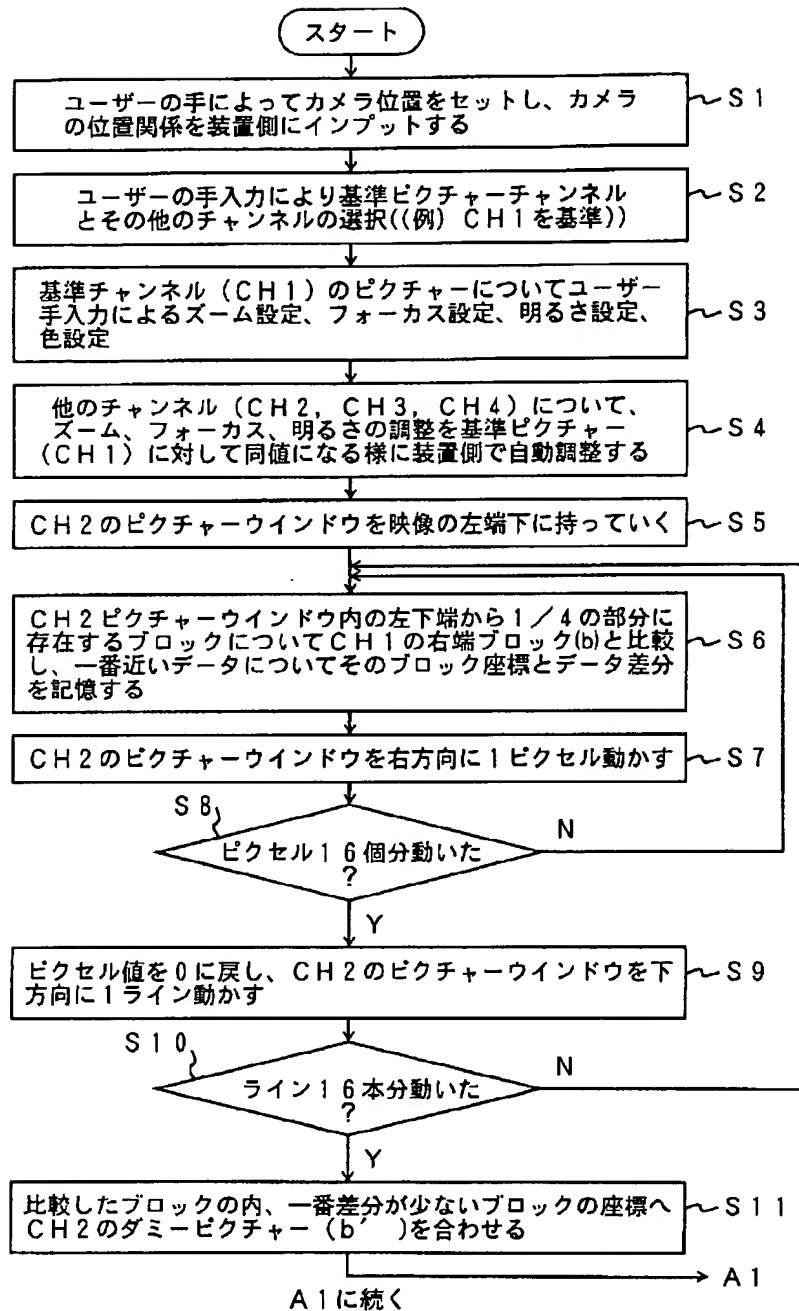 スタート
ユーザーの手によってカメラ位置をセットし、カメラ
の位置関係を装置側にインプットする
S1
ユーザーの手入力により基準ピクチャーチャンネル
とその他のチャンネルの選択((例) CH1を基準))
S2
基準チャンネル(CH1)のピクチャーについてユーザー
手入力によるズーム設定、フォーカス設定、明るさ設定、
色設定
S3
他のチャンネル(CH2, CH3, CH4)について、
ズーム、フォーカス、明るさの調整を基準ピクチャー
(CH1)に対して同値になる様に装置側で自動調整する
S4
CH2のピクチャーウインドウを映像の左端下に持っていく
S5
CH2ピクチャーウインドウ内の左下端から1/4の部分に
存在するブロックについてCH1の右端ブロック(b)と比較
し、一番近いデータについてそのブロック座標とデータ差分
を記憶する
S6
CH2のピクチャーウインドウを右方向に1ピクセル動かす
S7
S8
ピクセル16個分動いた
?
N
Y
ピクセル値を0に戻し、CH2のピクチャーウインドウを下
方向に1ライン動かす
S9
S10
ライン16本分動いた
?
N
Y
比較したブロックの内、一番差分が少ないブロックの座標へ
CH2のダミーピクチャー(b′ )を合わせる
S11
A1
A1に続く